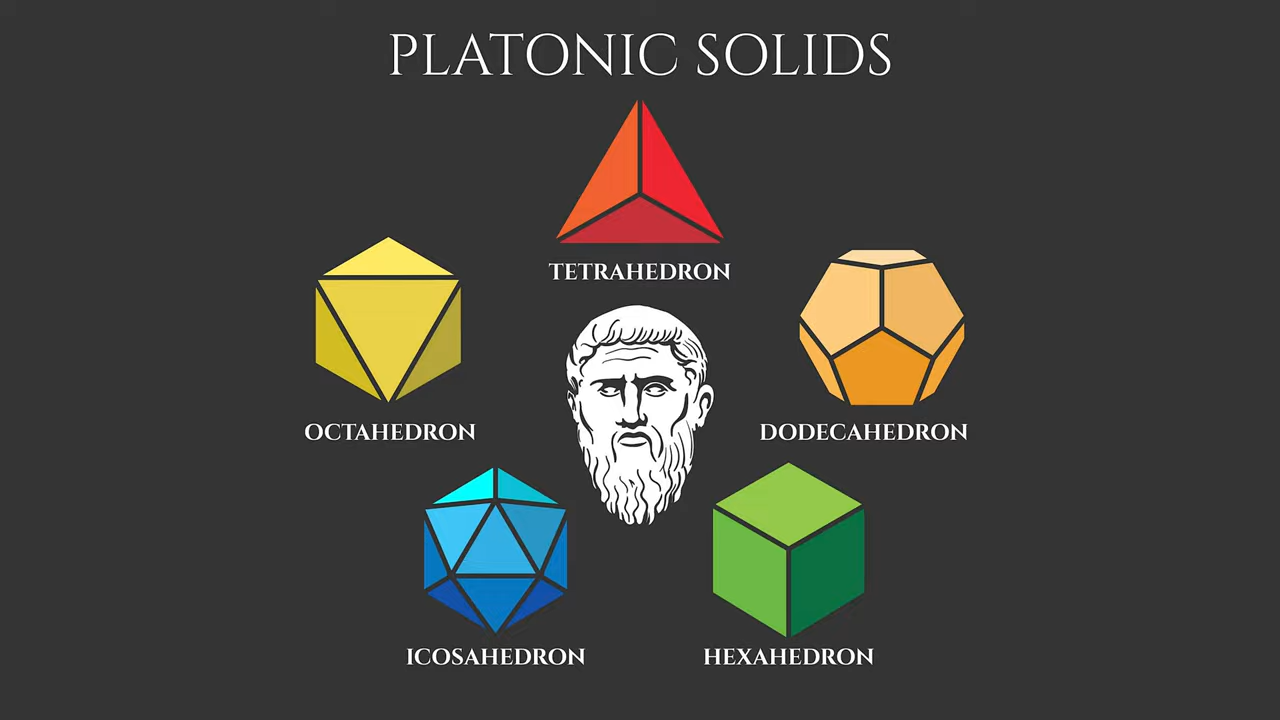 PLATONIC SOLIDS
TETRAHEDRON
OCTAHEDRON
DODECAHEDRON
ICOSAHEDRON
HEXAHEDRON